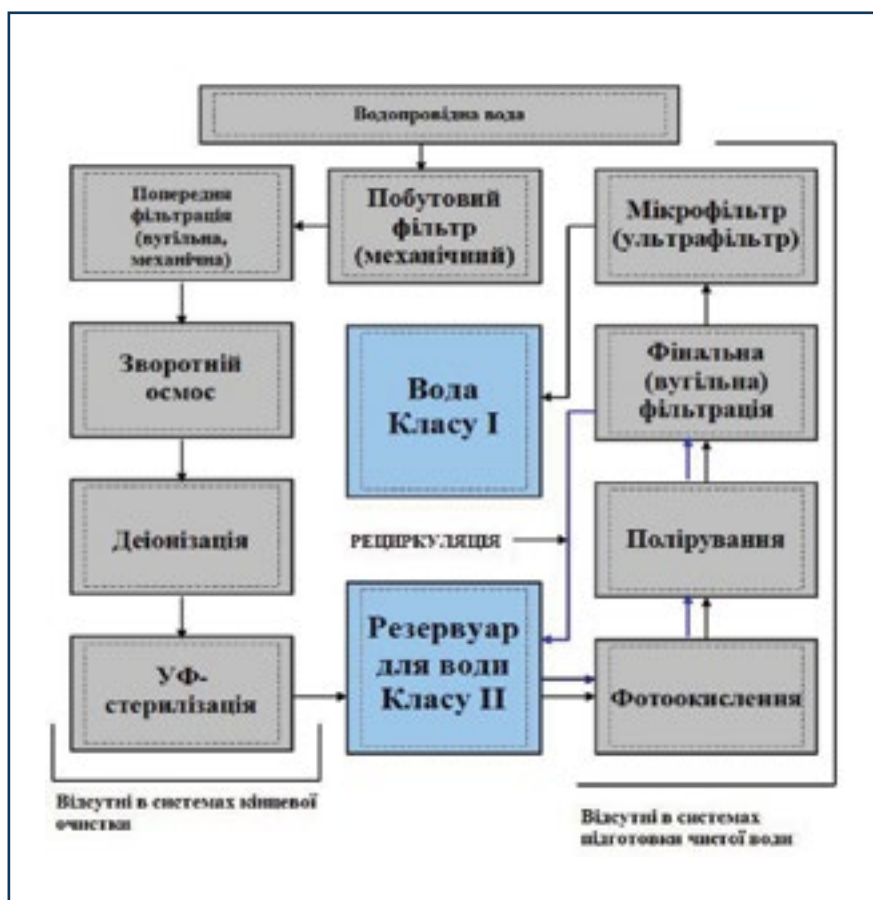 Водопровідна вода
Попередня
фільтрація
(вугільна,
механічна)
Побутовий
фільтр
(механічний)
Мікрофільтр
(ультрафільтр)
Зворотній
осмос
Вода
Класу І
Фінальна
(вугільна)
фільтрація
Деіонізація
РЕЦИРКУЛЯЦІЯ
Полірування
УФ-
стерилізація
Резервуар
для води
Класу ІІ
Фотоокислення
Відсутні в системах кінцевої
очистки
Відсутні в системах
підготовки чистої води